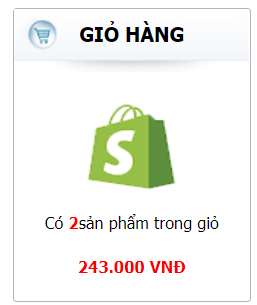 GIỎ HÀNG
S
Có 2sản phẩm trong giỏ
243.000 VNĐ